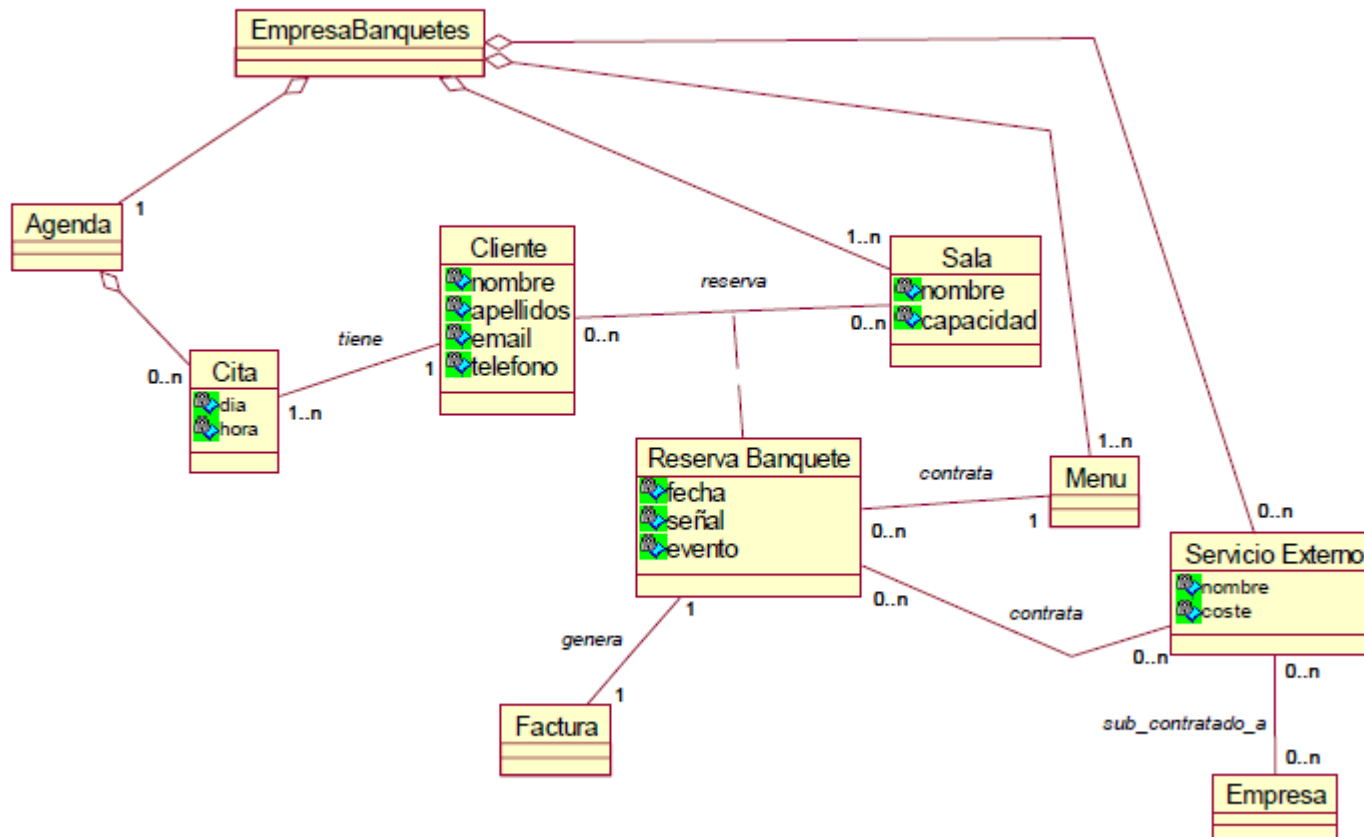 EmpresaBanquetes
Agenda
1
Cliente
nombre
apellidos
email
telefono
1..n
Sala
nombre
capacidad
reserva
0..n
0..n
tiene
1
0..n
Cita
dia
hora
1..n
Reserva Banquete
fecha
señal
evento
contrata
0..n
1
1..n
Menu
0..n
Servicio Externo
nombre
coste
0..n
contrata
0..n
1
genera
1
Factura
0..n
sub_contratado_a
0..n
Empresa